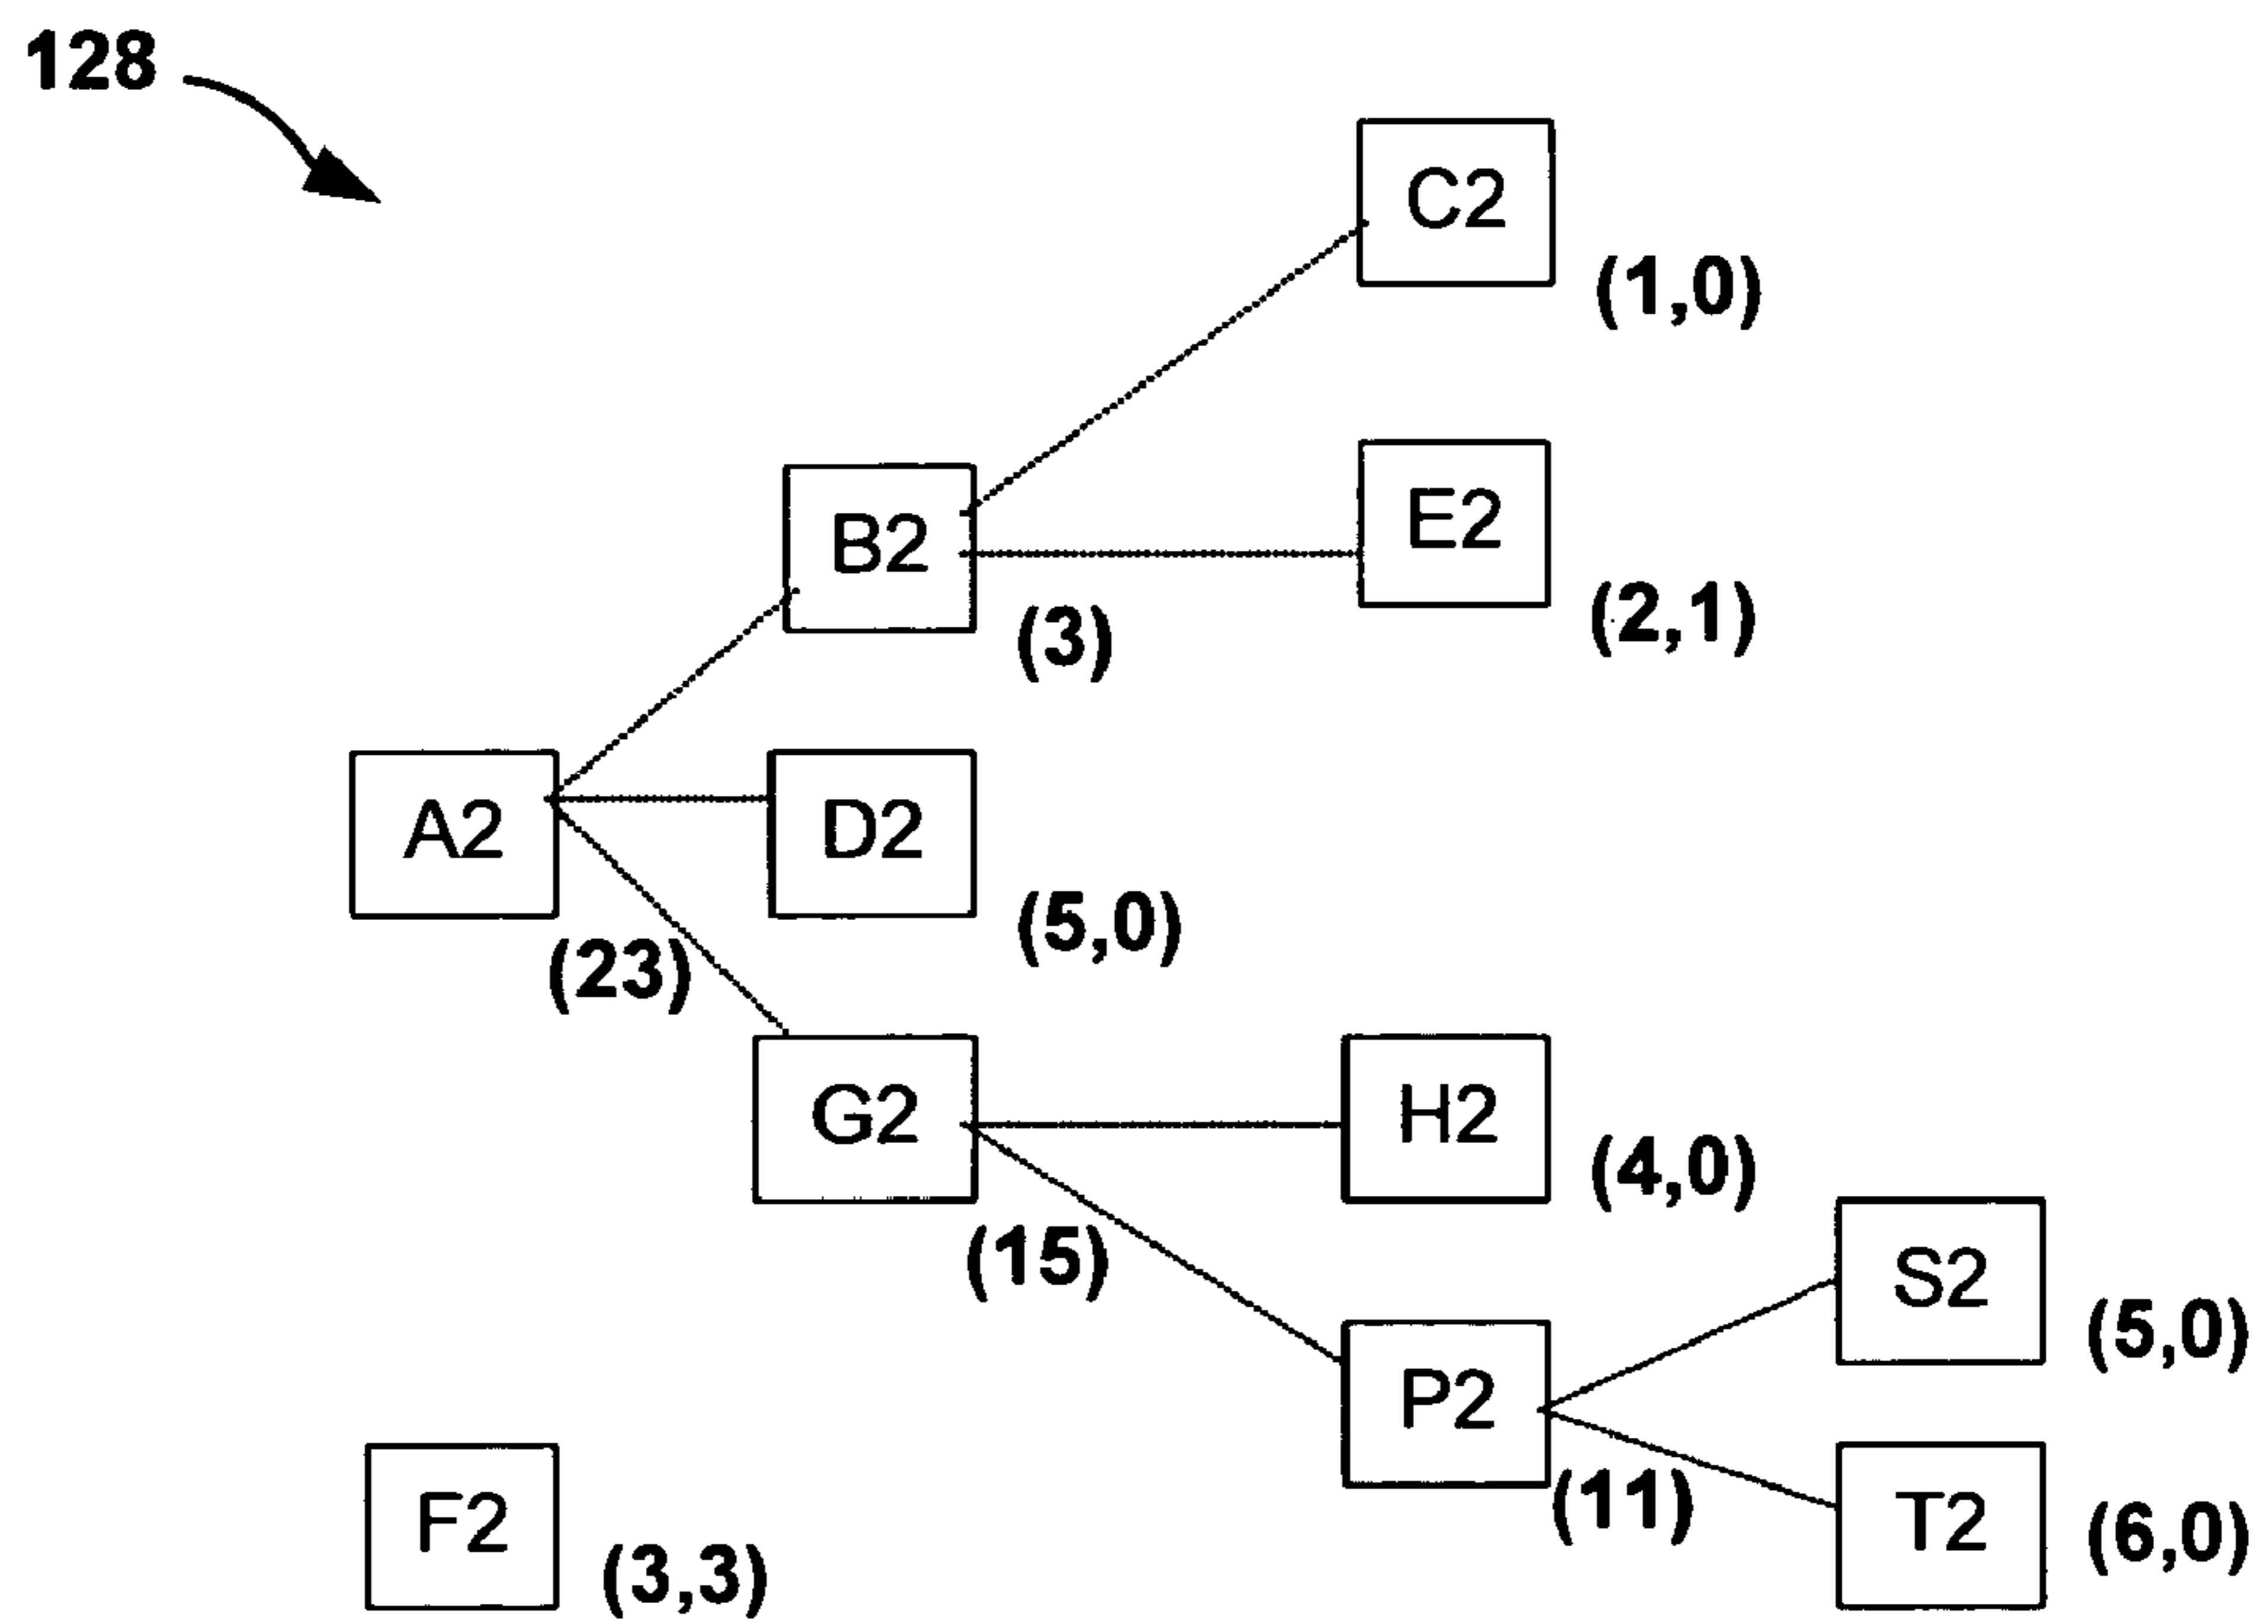 128
C2
(1,0)
B2
(3)
E2
(2,1)
A2
(23)
D2
(5,0)
G2
(15)
H2
(4,0)
S2
(5,0)
P2
(11)
T2
(6,0)
F2
(3,3)